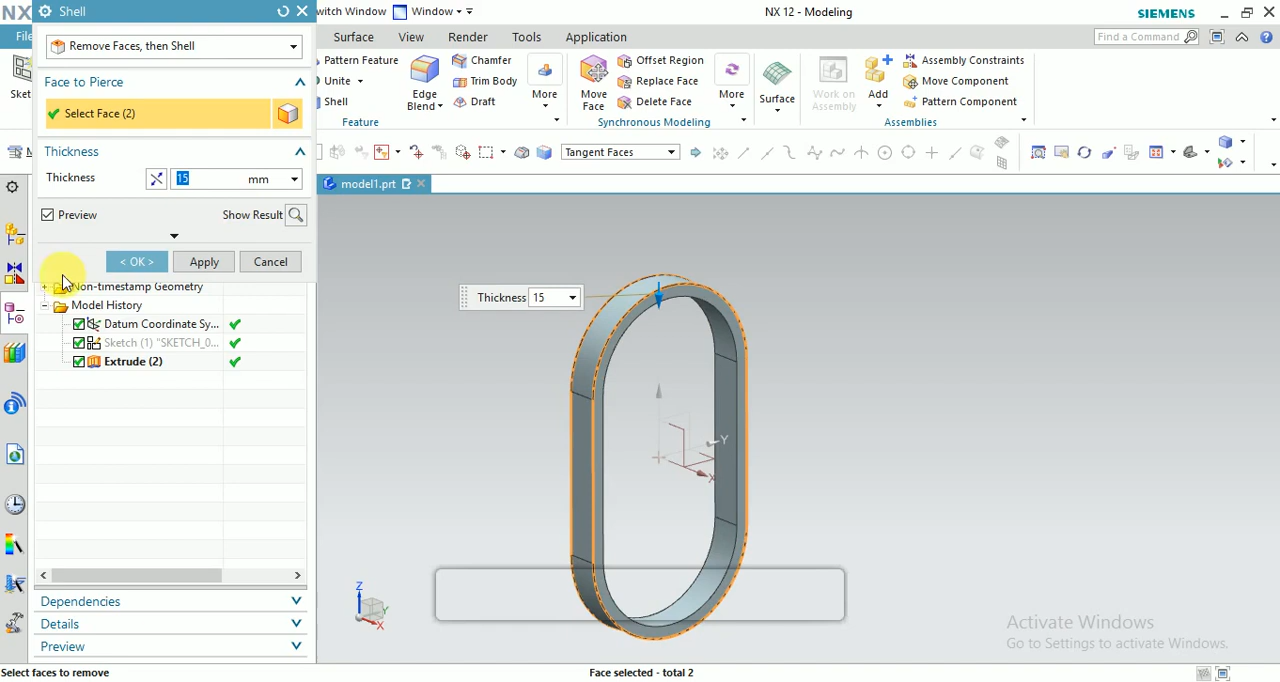 NX Shell
witch Window Window
NX 12 - Modeling
SIEMENS
File
Surface View Render Tools Application
Find a Command
Remove Faces, then Shell
Face to Pierce
Select Face (2)
Thickness
Thickness 15 mm
Preview Show Result
< OK > Apply Cancel
Sket
Pattern Feature
Unite
Shell
Edge
Blend
Chamfer
Trim Body
Draft
More
Feature
Move
Face
Offset Region
Replace Face
Delete Face
More
Synchronous Modeling
Surface
Work on
Assembly
Add
Assembly Constraints
Move Component
Pattern Component
Assemblies
M
Tangent Faces
model1.prt
Non-timestamp Geometry
Model History
Datum Coordinate Sy...
Sketch (1) "SKETCH_0...
Extrude (2)
Thickness 15
Y
X
Z
Y
X
Dependencies
Details
Preview
Activate Windows
Go to Settings to activate Windows.
Select faces to remove
Face selected - total 2